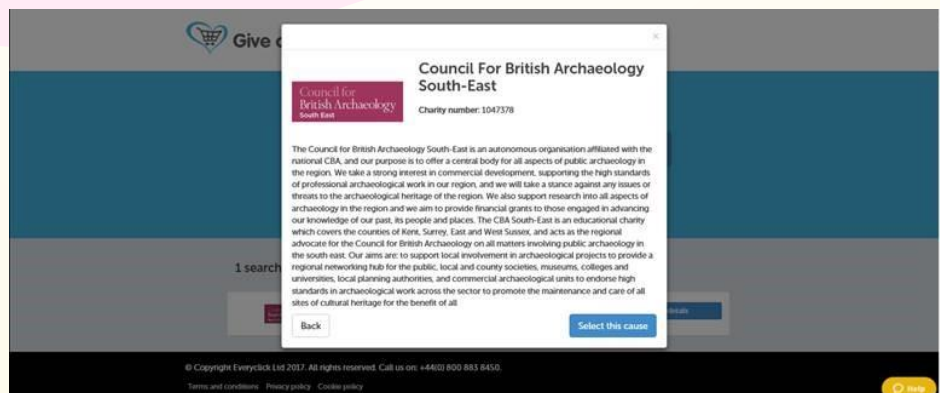 Give
×
Council for
British Archaeology
South East
Council For British Archaeology
South-East
Charity number: 1047378
The Council for British Archaeology South-East is an autonomous organisation affiliated with the
national CBA, and our purpose is to offer a central body for all aspects of public archaeology in
the region. We take a strong interest in commercial development, supporting the high standards
of professional archaeological work in our region, and we will take a stance against any issues or
threats to the archaeological heritage of the region. We also support research into all aspects of
archaeology in the region and we aim to provide financial grants to those engaged in advancing
our knowledge of our past, its people and places. The CBA South-East is an educational charity
which covers the counties of Kent, Surrey, East and West Sussex, and acts as the regional
advocate for the Council for British Archaeology on all matters involving public archaeology in
the south east. Our aims are: to support local involvement in archaeological projects to provide a
regional networking hub for the public, local and county societies, museums, colleges and
universities, local planning authorities, and commercial archaeological units to endorse high
standards in archaeological work across the sector to promote the maintenance and care of all
sites of cultural heritage for the benefit of all
1 search
Back
Select this cause
© Copyright Everyclick Ltd 2017. All rights reserved. Call us on: +44(0) 800 883 8450.
Terms and conditions Privacy policy Cookie policy
Help